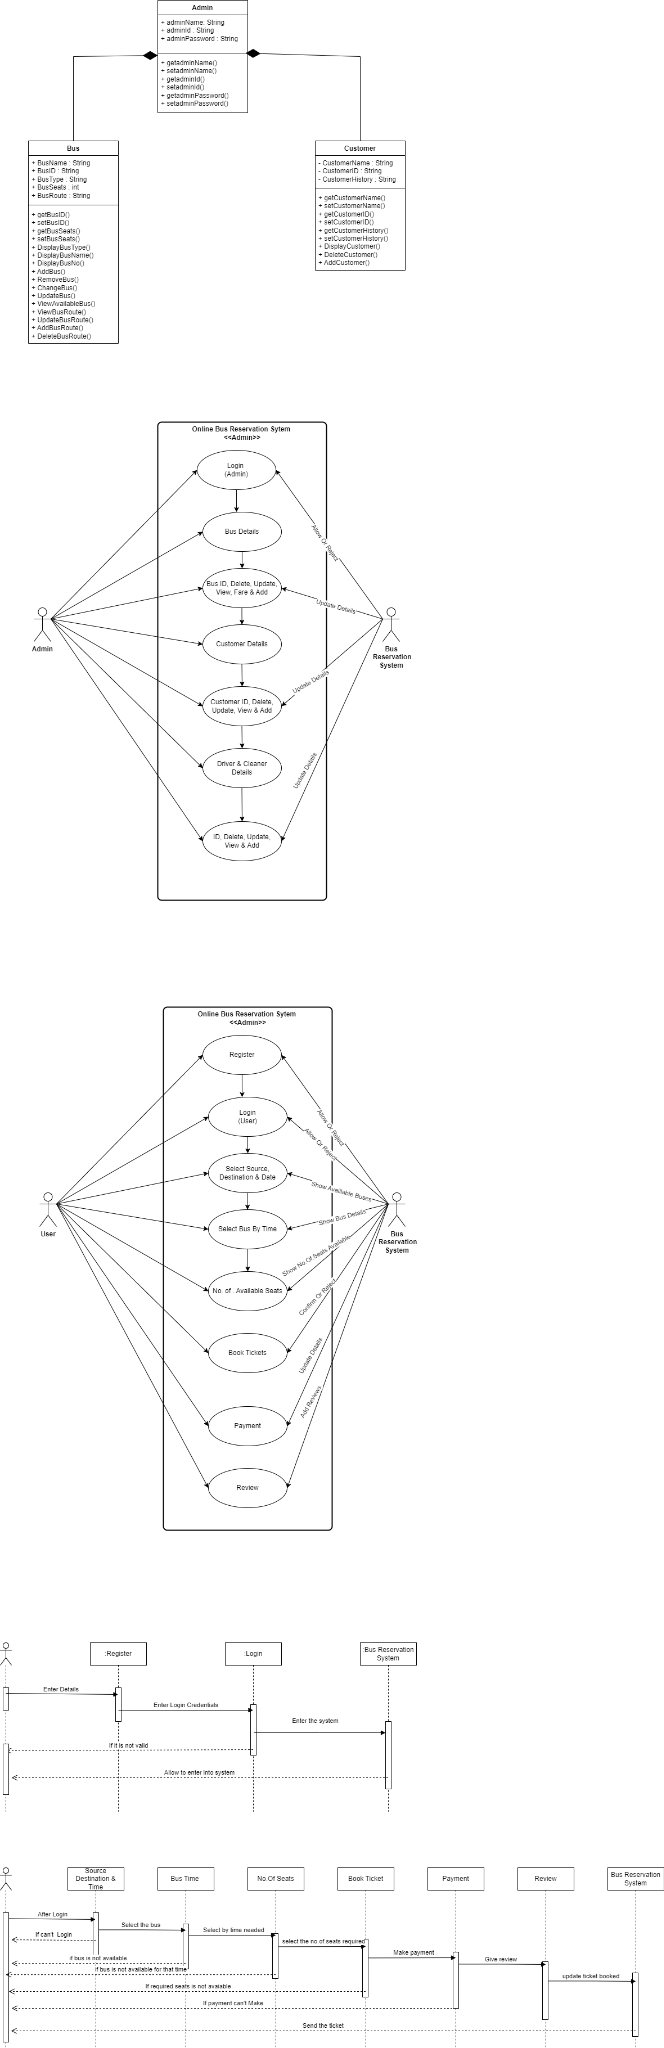 Admin
+ adminName: String
+ adminId : String
+ adminPassword : String
+ getadminName()
+ setadminName()
+ getadminId()
+ setadminId()
+ getadminPassword()
+ setadminPassword()
Bus
+ BusName : String
+ BusID : String
+ BusType : String
+ BusSeats : int
+ BusRoute : String
+ getBusID()
+ setBusID()
+ getBusSeats()
+ setBusSeats()
+ DisplayBusType()
+ DisplayBusName()
+ DisplayBusNo()
+ AddBus()
+ RemoveBus()
+ ChangeBus()
+ UpdateBus()
+ ViewAvailableBus()
+ ViewBusRoute()
+ UpdateBusRoute()
+ AddBusRoute()
+ DeleteBusRoute()
Customer
- CustomerName : String
- CustomerID : String
- CustomerHistory : String
+ getCustomerName()
+ setCustomerName()
+ getCustomerID()
+ setCustomerID()
+ getCustomerHistory()
+ setCustomerHistory()
+ DisplayCustomer()
+ DeleteCustomer()
+ AddCustomer()
Online Bus Reservation Sytem
<<Admin>>
Login
(Admin)
Allow Or Reject
Bus Details
Bus ID, Delete, Update,
View, Fare & Add
Update Details
Admin
Customer Details
Bus
Reservation
System
Update Details
Customer ID, Delete,
Update, View & Add
Driver & Cleaner
Details
Update Details
ID, Delete, Update,
View & Add
Online Bus Reservation Sytem
<<Admin>>
Register
Allow Or Reject
Login
(User)
Allow Or Reject
Select Source,
Destination & Date
Show Available Buses
User
Select Bus By Time
Show Bus Details
Bus
Reservation
System
Show No.Of Seats Available
No. of . Available Seats
Confirm Or Reject
Book Tickets
Update Details
Add Reviews
Payment
Review
:Register
:Login
:Bus Reservation
System
Enter Details
Enter Login Credentials
Enter the system
If it is not valid
Allow to enter into system
Source
Destination &
Time
Bus Time
No.Of Seats
Book Ticket
Payment
Review
Bus Reservation
System
After Login
Select the bus
Select by time needed
select the no of seats required
Make payment
Give review
update ticket booked
If can't  Login
if bus is not available
if bus is not available for that time
If required seats is not avaiable
If payment can't Make
Send the ticket